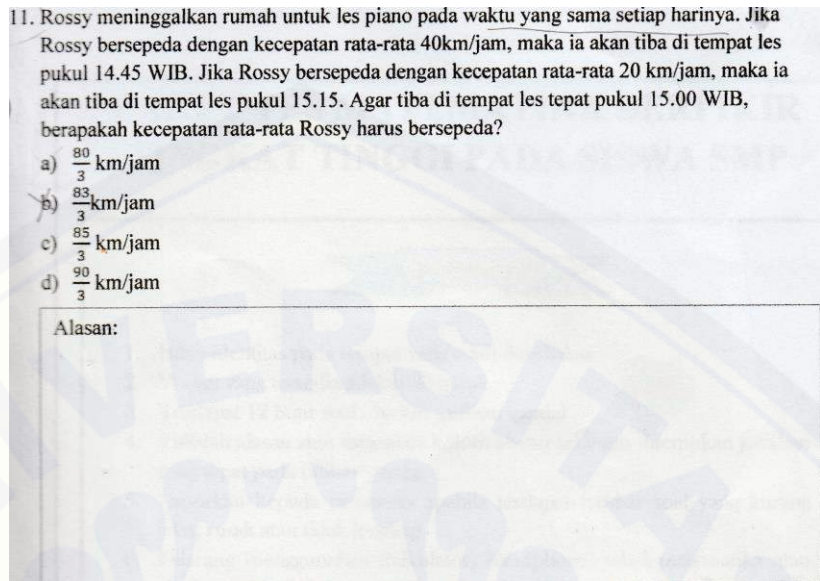 11. Rossy meninggalkan rumah untuk les piano pada waktu yang sama setiap harinya. Jika
Rossy bersepeda dengan kecepatan rata-rata 40km/jam, maka ia akan tiba di tempat les
pukul 14.45 WIB. Jika Rossy bersepeda dengan kecepatan rata-rata 20 km/jam, maka ia
akan tiba di tempat les pukul 15.15. Agar tiba di tempat les tepat pukul 15.00 WIB,
berapakah kecepatan rata-rata Rossy harus bersepeda?
a) 80/3 km/jam
b) 83/3 km/jam
c) 85/3 km/jam
d) 90/3 km/jam
Alasan: